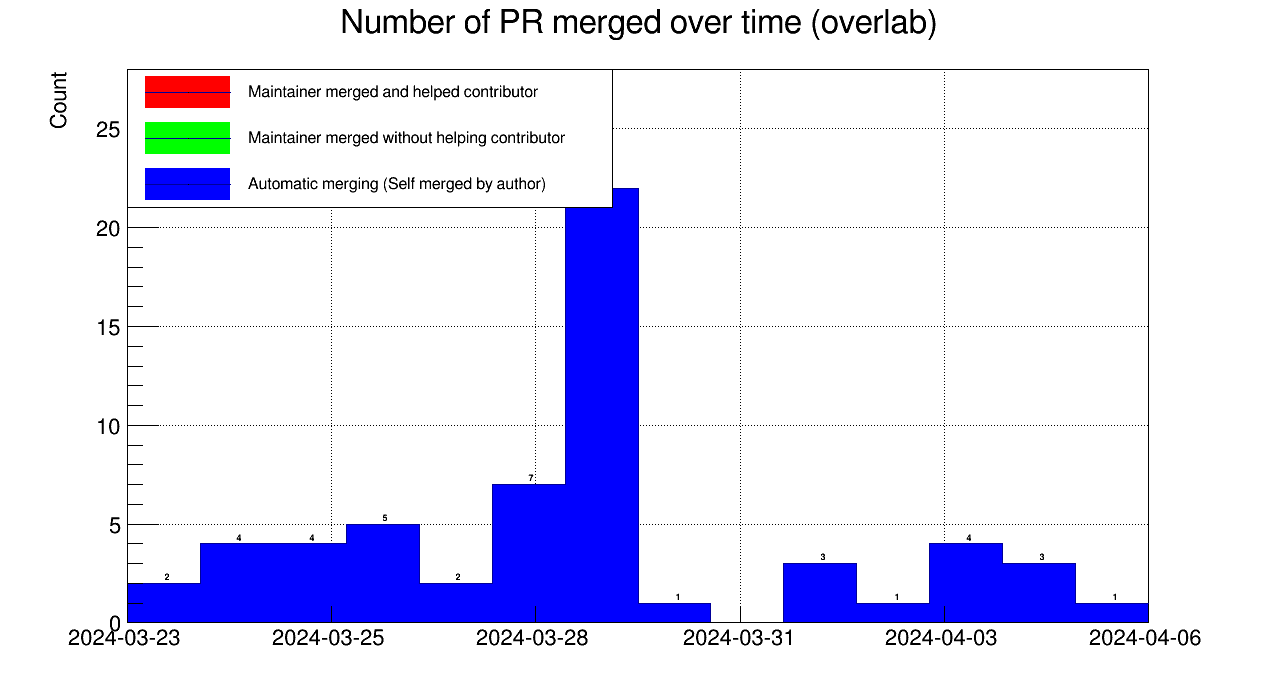 Number of PR merged over time (overlab)
Count
Maintainer merged and helped contributor
Maintainer merged without helping contributor
Automatic merging (Self merged by author)
25
20
15
10
5
0
2 4 4 5 2 7 1 3 1 4 3 1
2024-03-23 2024-03-25 2024-03-28 2024-03-31 2024-04-03 2024-04-06